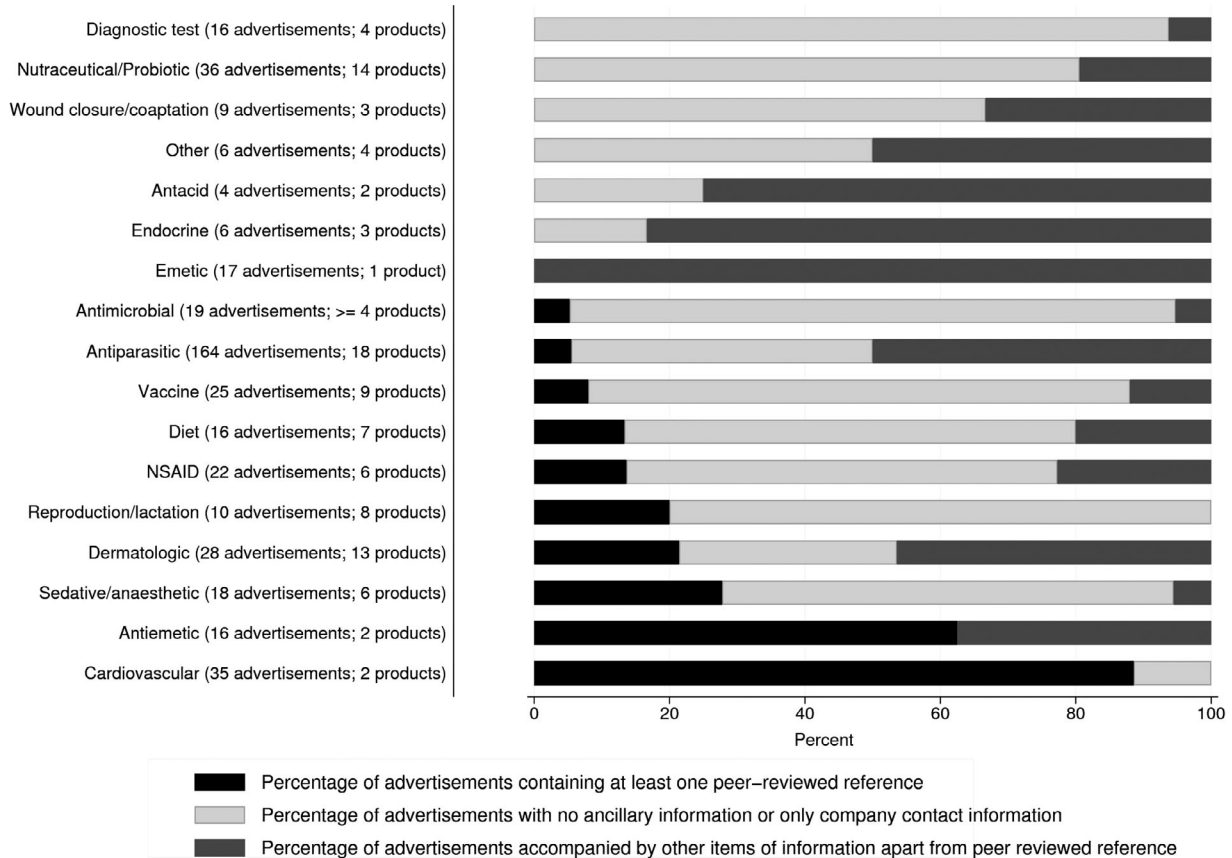 Diagnostic test (16 advertisements; 4 products)
Nutraceutical/Probiotic (36 advertisements; 14 products)
Wound closure/coaptation (9 advertisements; 3 products)
Other (6 advertisements; 4 products)
Antacid (4 advertisements; 2 products)
Endocrine (6 advertisements; 3 products)
Emetic (17 advertisements; 1 product)
Antimicrobial (19 advertisements; >= 4 products)
Antiparasitic (164 advertisements; 18 products)
Vaccine (25 advertisements; 9 products)
Diet (16 advertisements; 7 products)
NSAID (22 advertisements; 6 products)
Reproduction/lactation (10 advertisements; 8 products)
Dermatologic (28 advertisements; 13 products)
Sedative/anaesthetic (18 advertisements; 6 products)
Antiemetic (16 advertisements; 2 products)
Cardiovascular (35 advertisements; 2 products)
0 20 40 60 80 100
Percent
Percentage of advertisements containing at least one peer−reviewed reference
Percentage of advertisements with no ancillary information or only company contact information
Percentage of advertisements accompanied by other items of information apart from peer reviewed reference